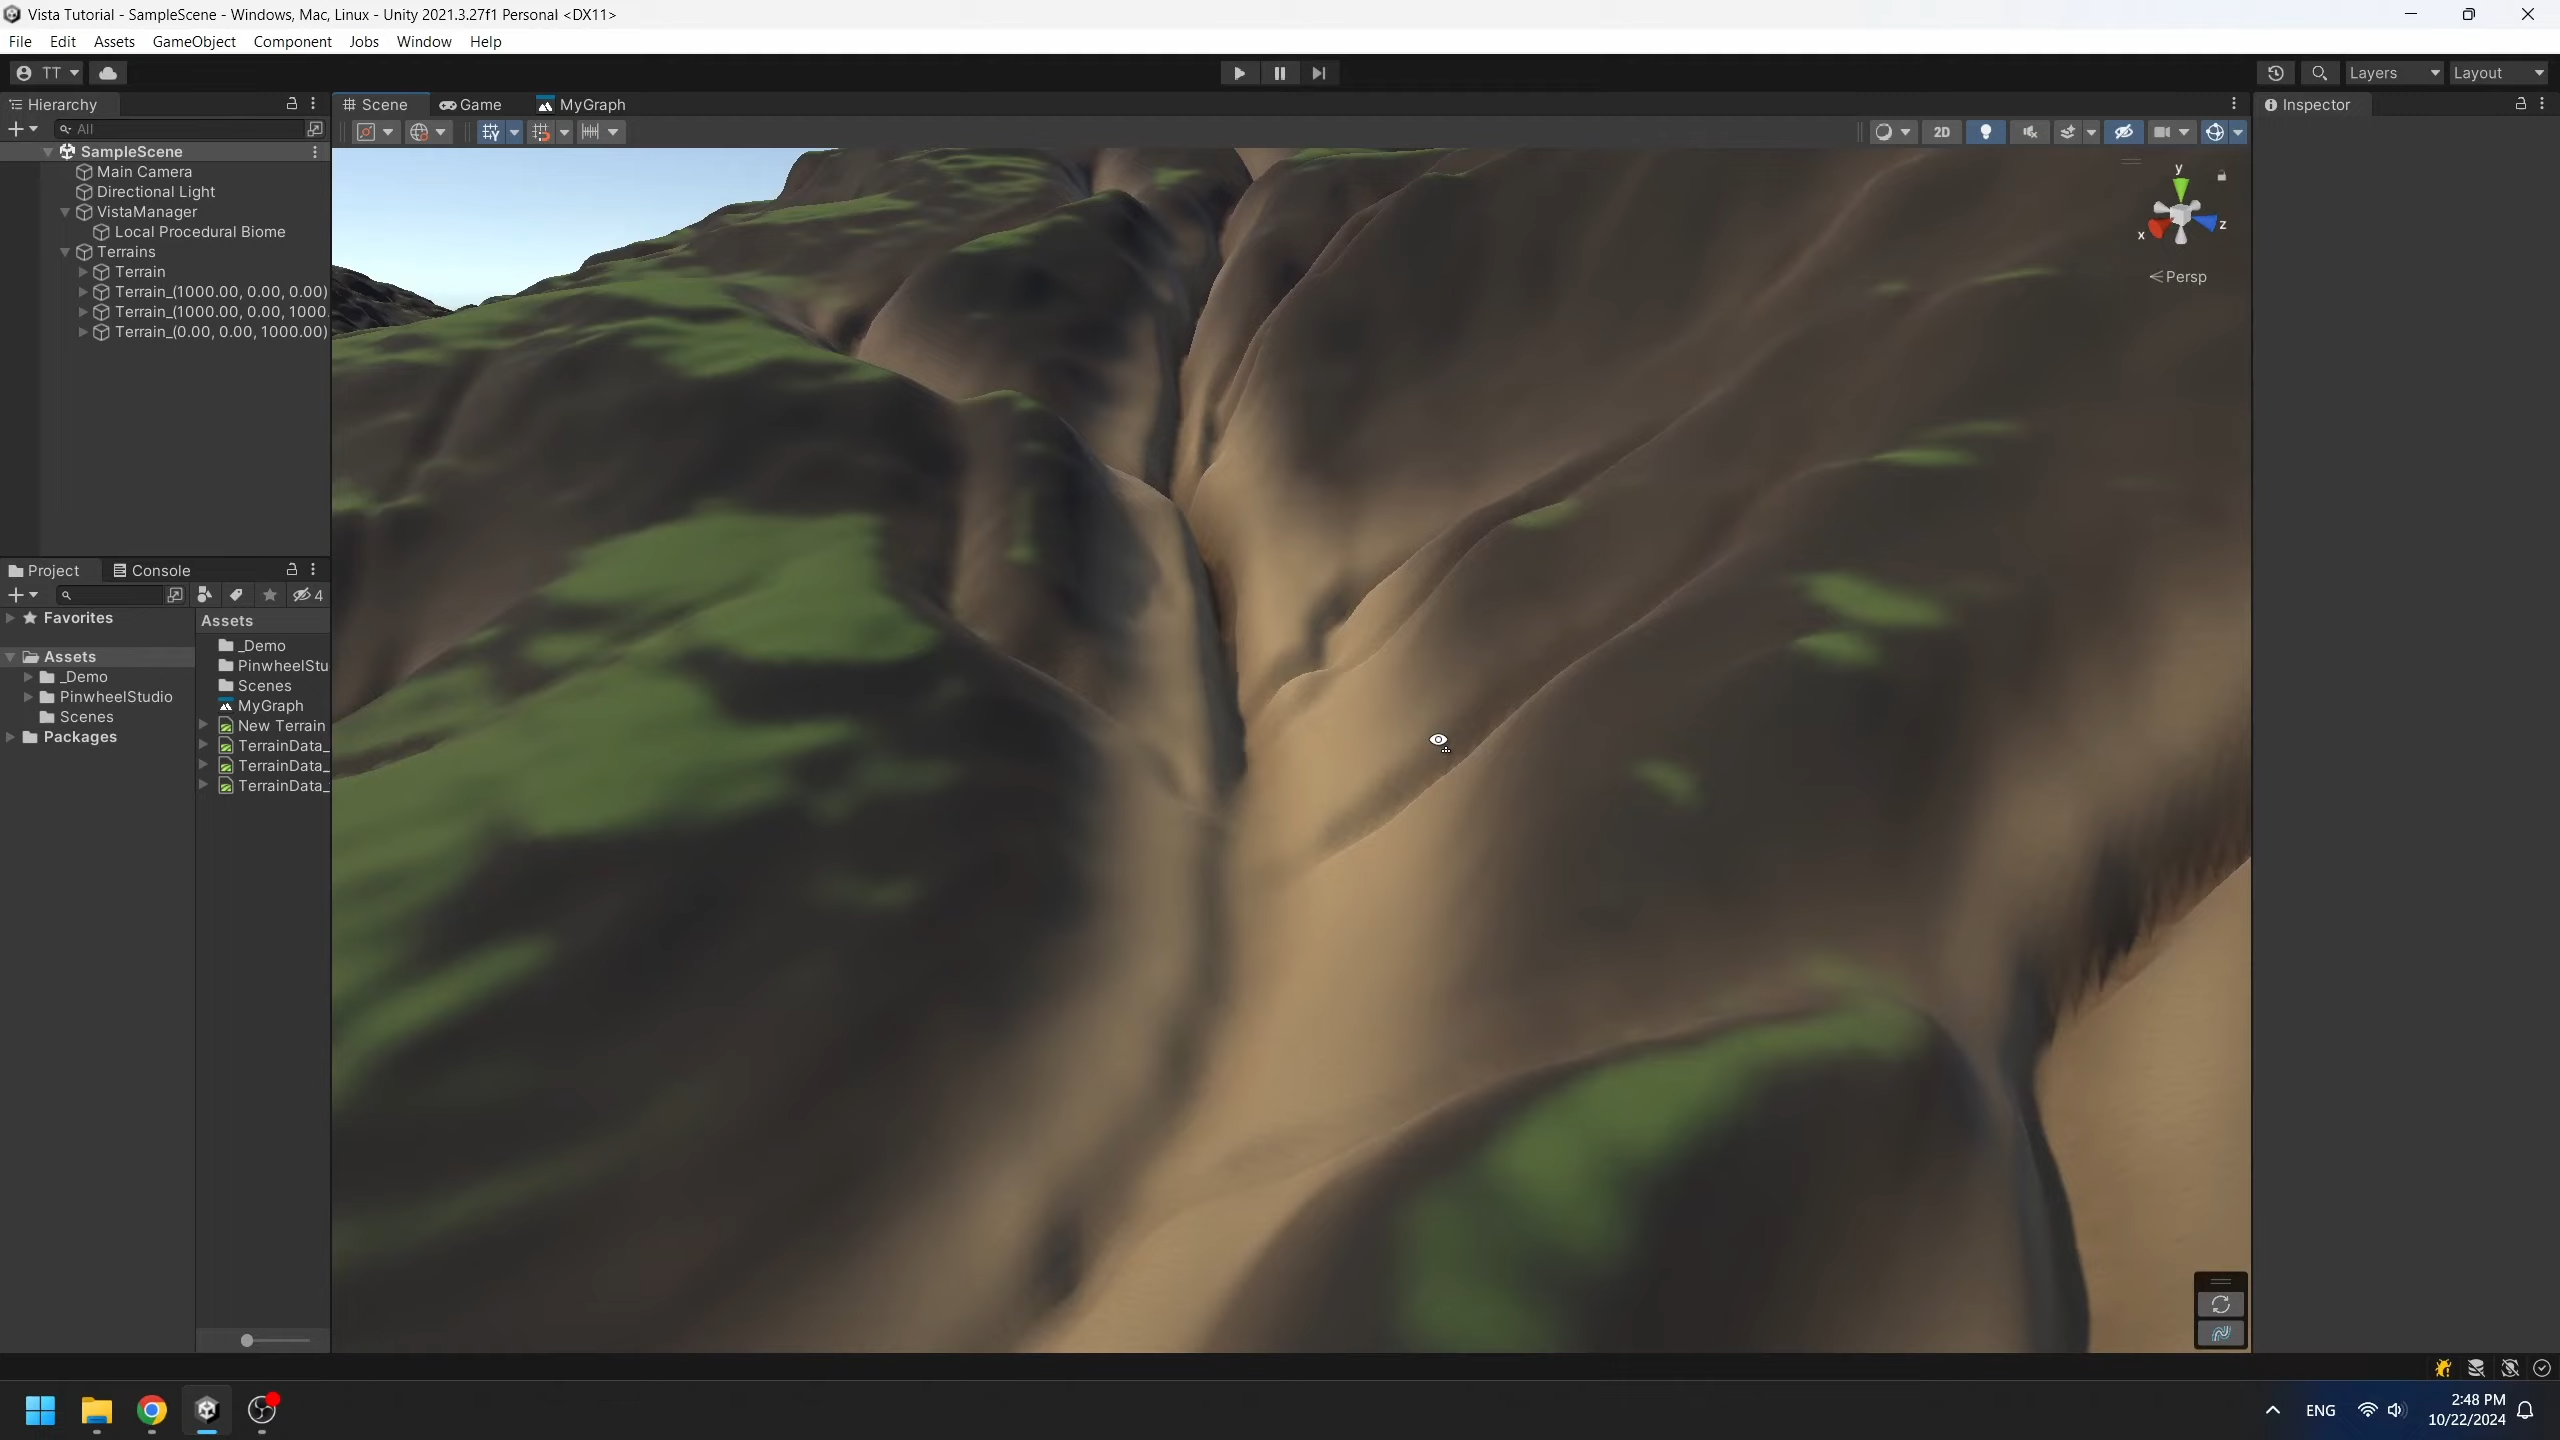 Vista Tutorial - SampleScene - Windows, Mac, Linux - Unity 2021.3.27f1 Personal <DX11>
File Edit Assets GameObject Component Jobs Window Help
TT
Layers Layout
Hierarchy
Scene Game MyGraph
Inspector
All
2D
SampleScene
Main Camera
Directional Light
VistaManager
Local Procedural Biome
Terrains
Terrain
Terrain_(1000.00, 0.00, 0.00)
Terrain_(1000.00, 0.00, 1000.
Terrain_(0.00, 0.00, 1000.00)
y
x
z
Persp
Project Console
4
Favorites
Assets
_Demo
PinwheelStudio
Scenes
Packages
Assets
_Demo
PinwheelStu
Scenes
MyGraph
New Terrain
TerrainData_
TerrainData_
TerrainData_
ENG
2:48 PM
10/22/2024